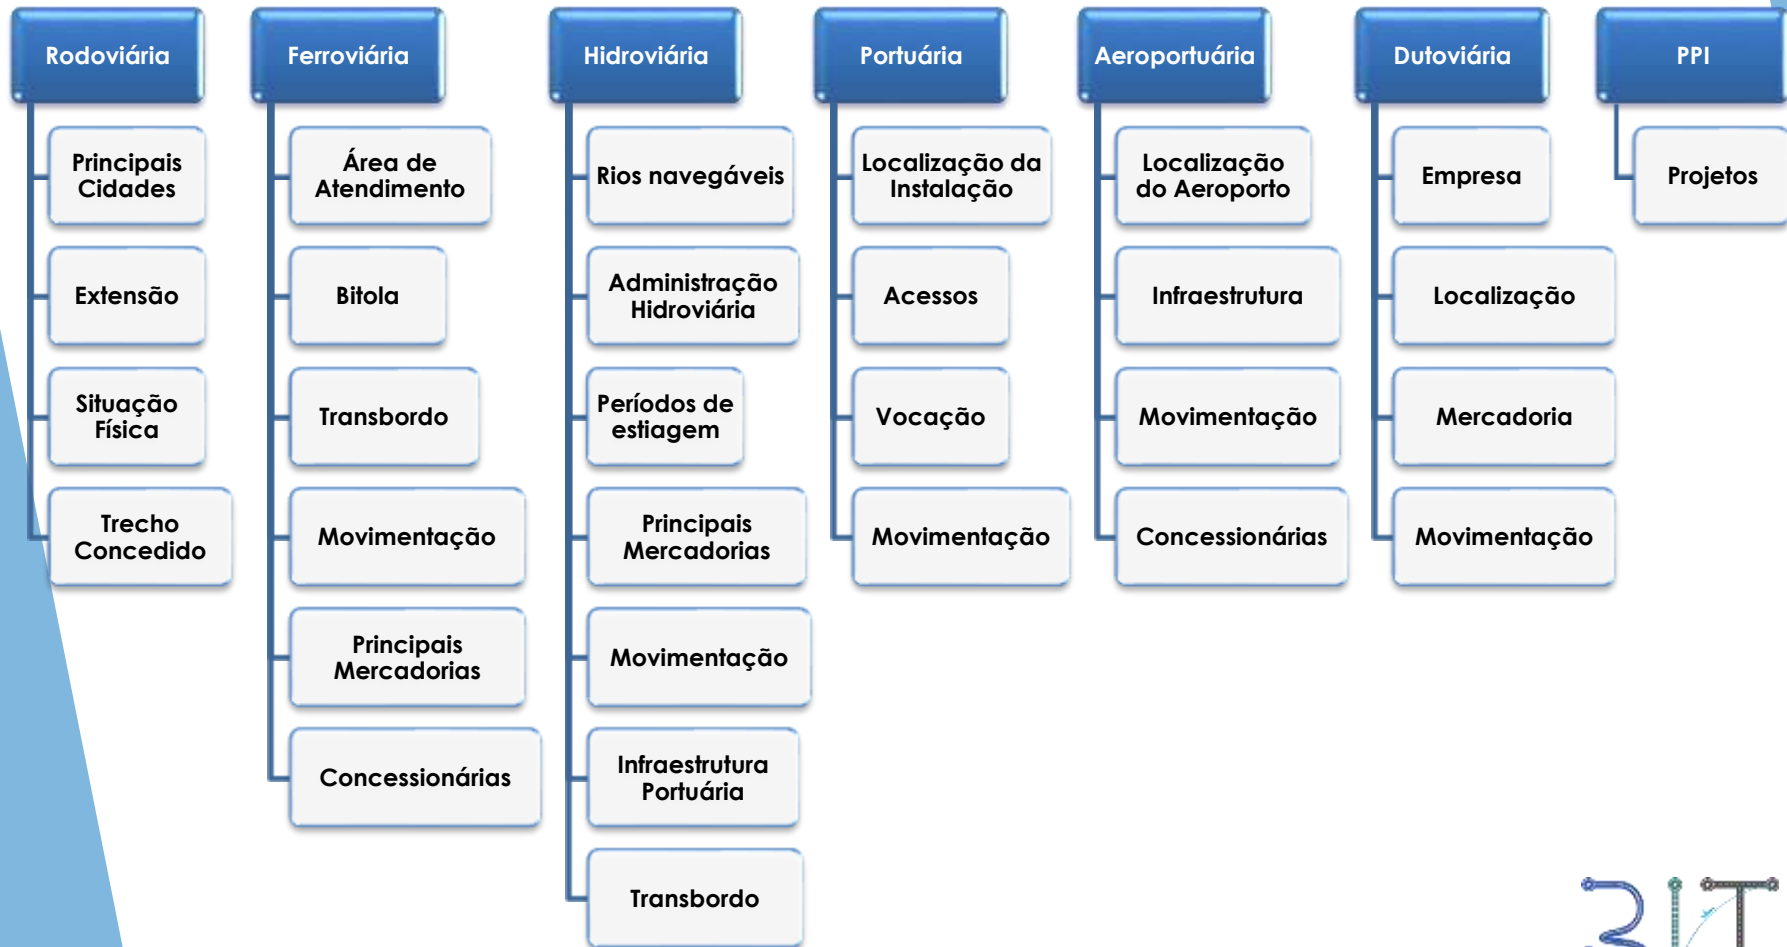 Rodoviária
Principais
Cidades
Extensão
Situação
Física
Trecho
Concedido
Ferroviária
Área de
Atendimento
Bitola
Transbordo
Movimentação
Principais
Mercadorias
Concessionárias
Hidroviária
Rios navegáveis
Administração
Hidroviária
Períodos de
estiagem
Principais
Mercadorias
Movimentação
Infraestrutura
Portuária
Transbordo
Portuária
Localização da
Instalação
Acessos
Vocação
Movimentação
Aeroportuária
Localização
do Aeroporto
Infraestrutura
Movimentação
Concessionárias
Dutoviária
Empresa
Localização
Mercadoria
Movimentação
PPI
Projetos
BIT